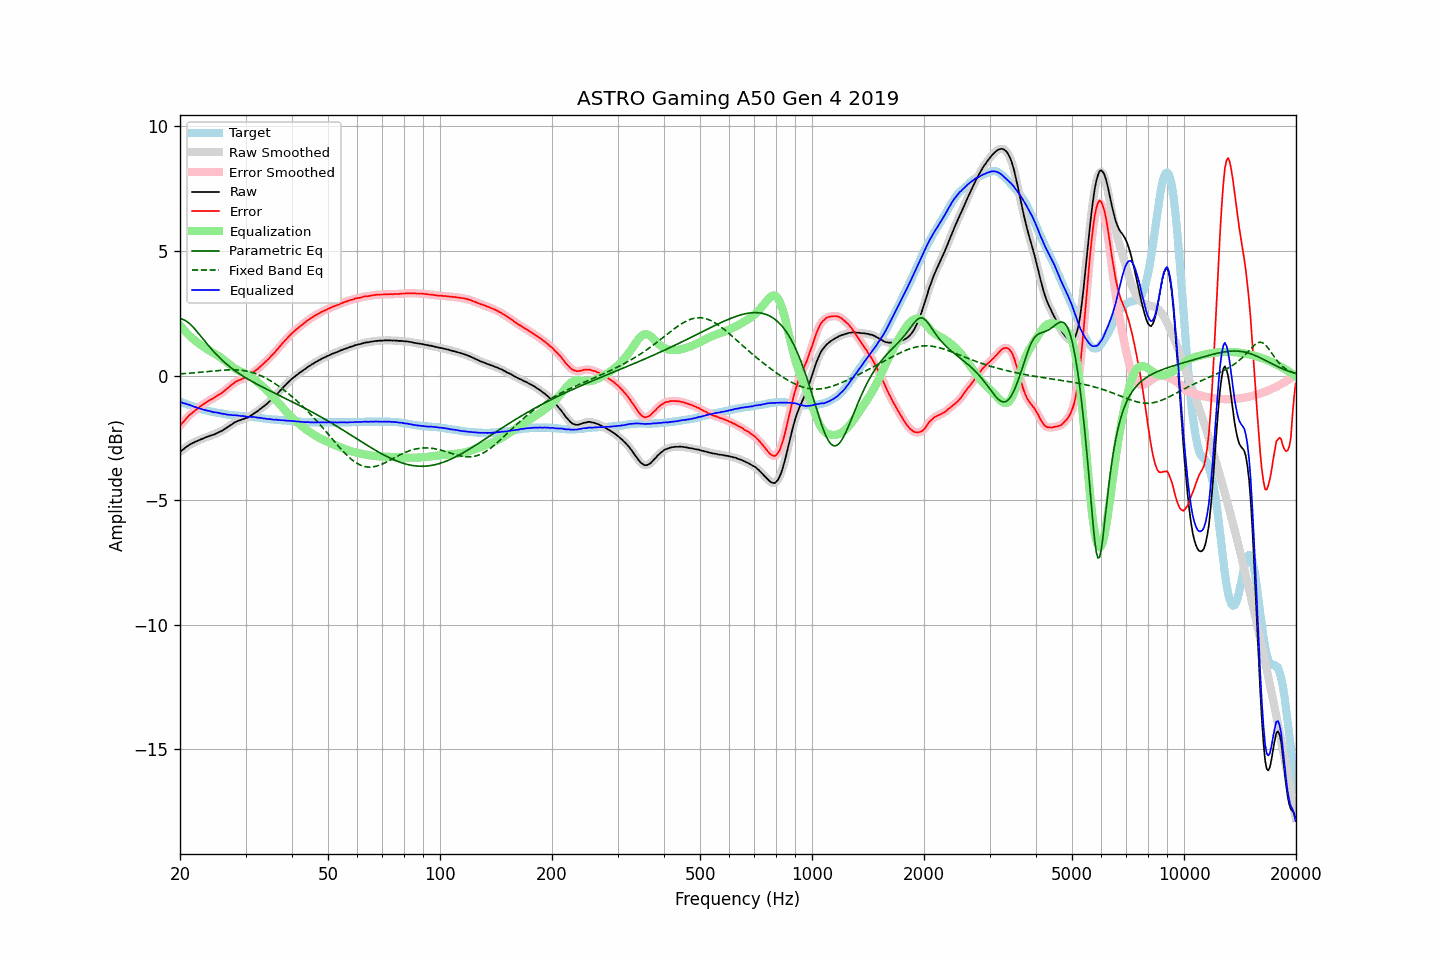 ASTRO Gaming A50 Gen 4 2019
Target
Raw Smoothed
Error Smoothed
Raw
Error
Equalization
Parametric Eq
Fixed Band Eq
Equalized
10
5
0
−5
−10
−15
Amplitude (dBr)
20 50 100 200 500 1000 2000 5000 10000 20000
Frequency (Hz)